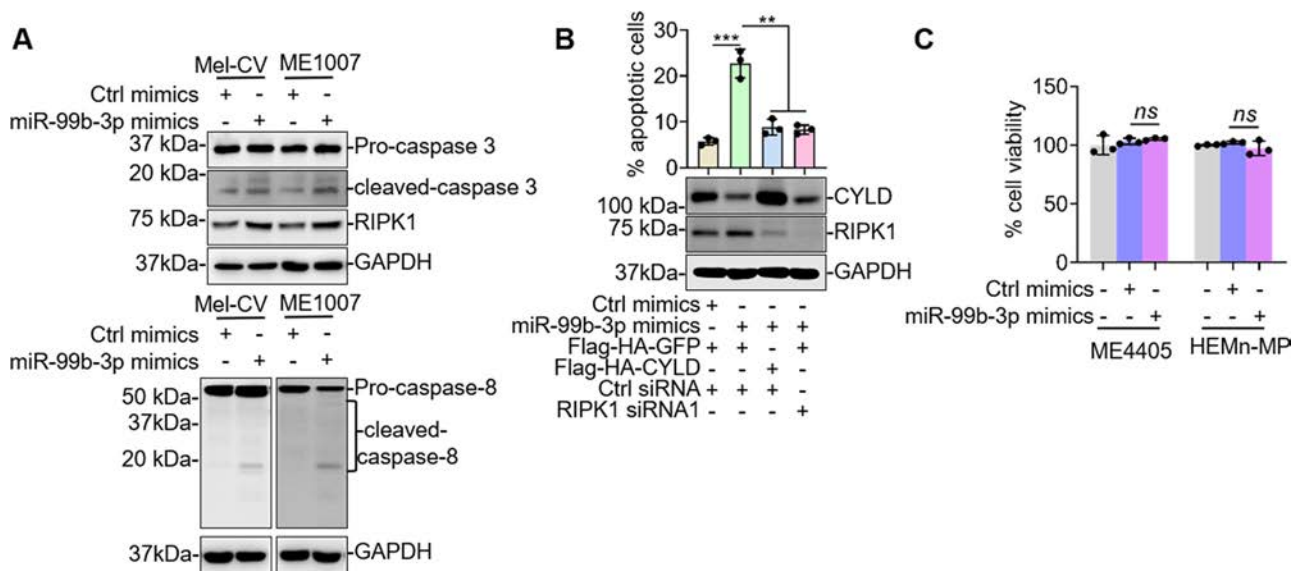 A
Mel-CV ME1007
Ctrl mimics + - + -
miR-99b-3p mimics - + - +
37 kDa- -Pro-caspase 3
20 kDa- -cleaved-caspase 3
75 kDa- -RIPK1
37kDa- -GAPDH
Mel-CV ME1007
Ctrl mimics + - + -
miR-99b-3p mimics - + - +
50 kDa- -Pro-caspase-8
37kDa-
20 kDa- -cleaved-
caspase-8
37kDa- -GAPDH
B
% apoptotic cells
30
20
10
0
*** **
100 kDa- -CYLD
75 kDa- -RIPK1
37kDa- -GAPDH
Ctrl mimics + - - -
miR-99b-3p mimics - + + +
Flag-HA-GFP + + - +
Flag-HA-CYLD - - + -
Ctrl siRNA + + + -
RIPK1 siRNA1 - - - +
C
% cell viability
150
100
50
0
ns ns
Ctrl mimics - + - - + -
miR-99b-3p mimics - - + - - +
ME4405 HEMn-MP